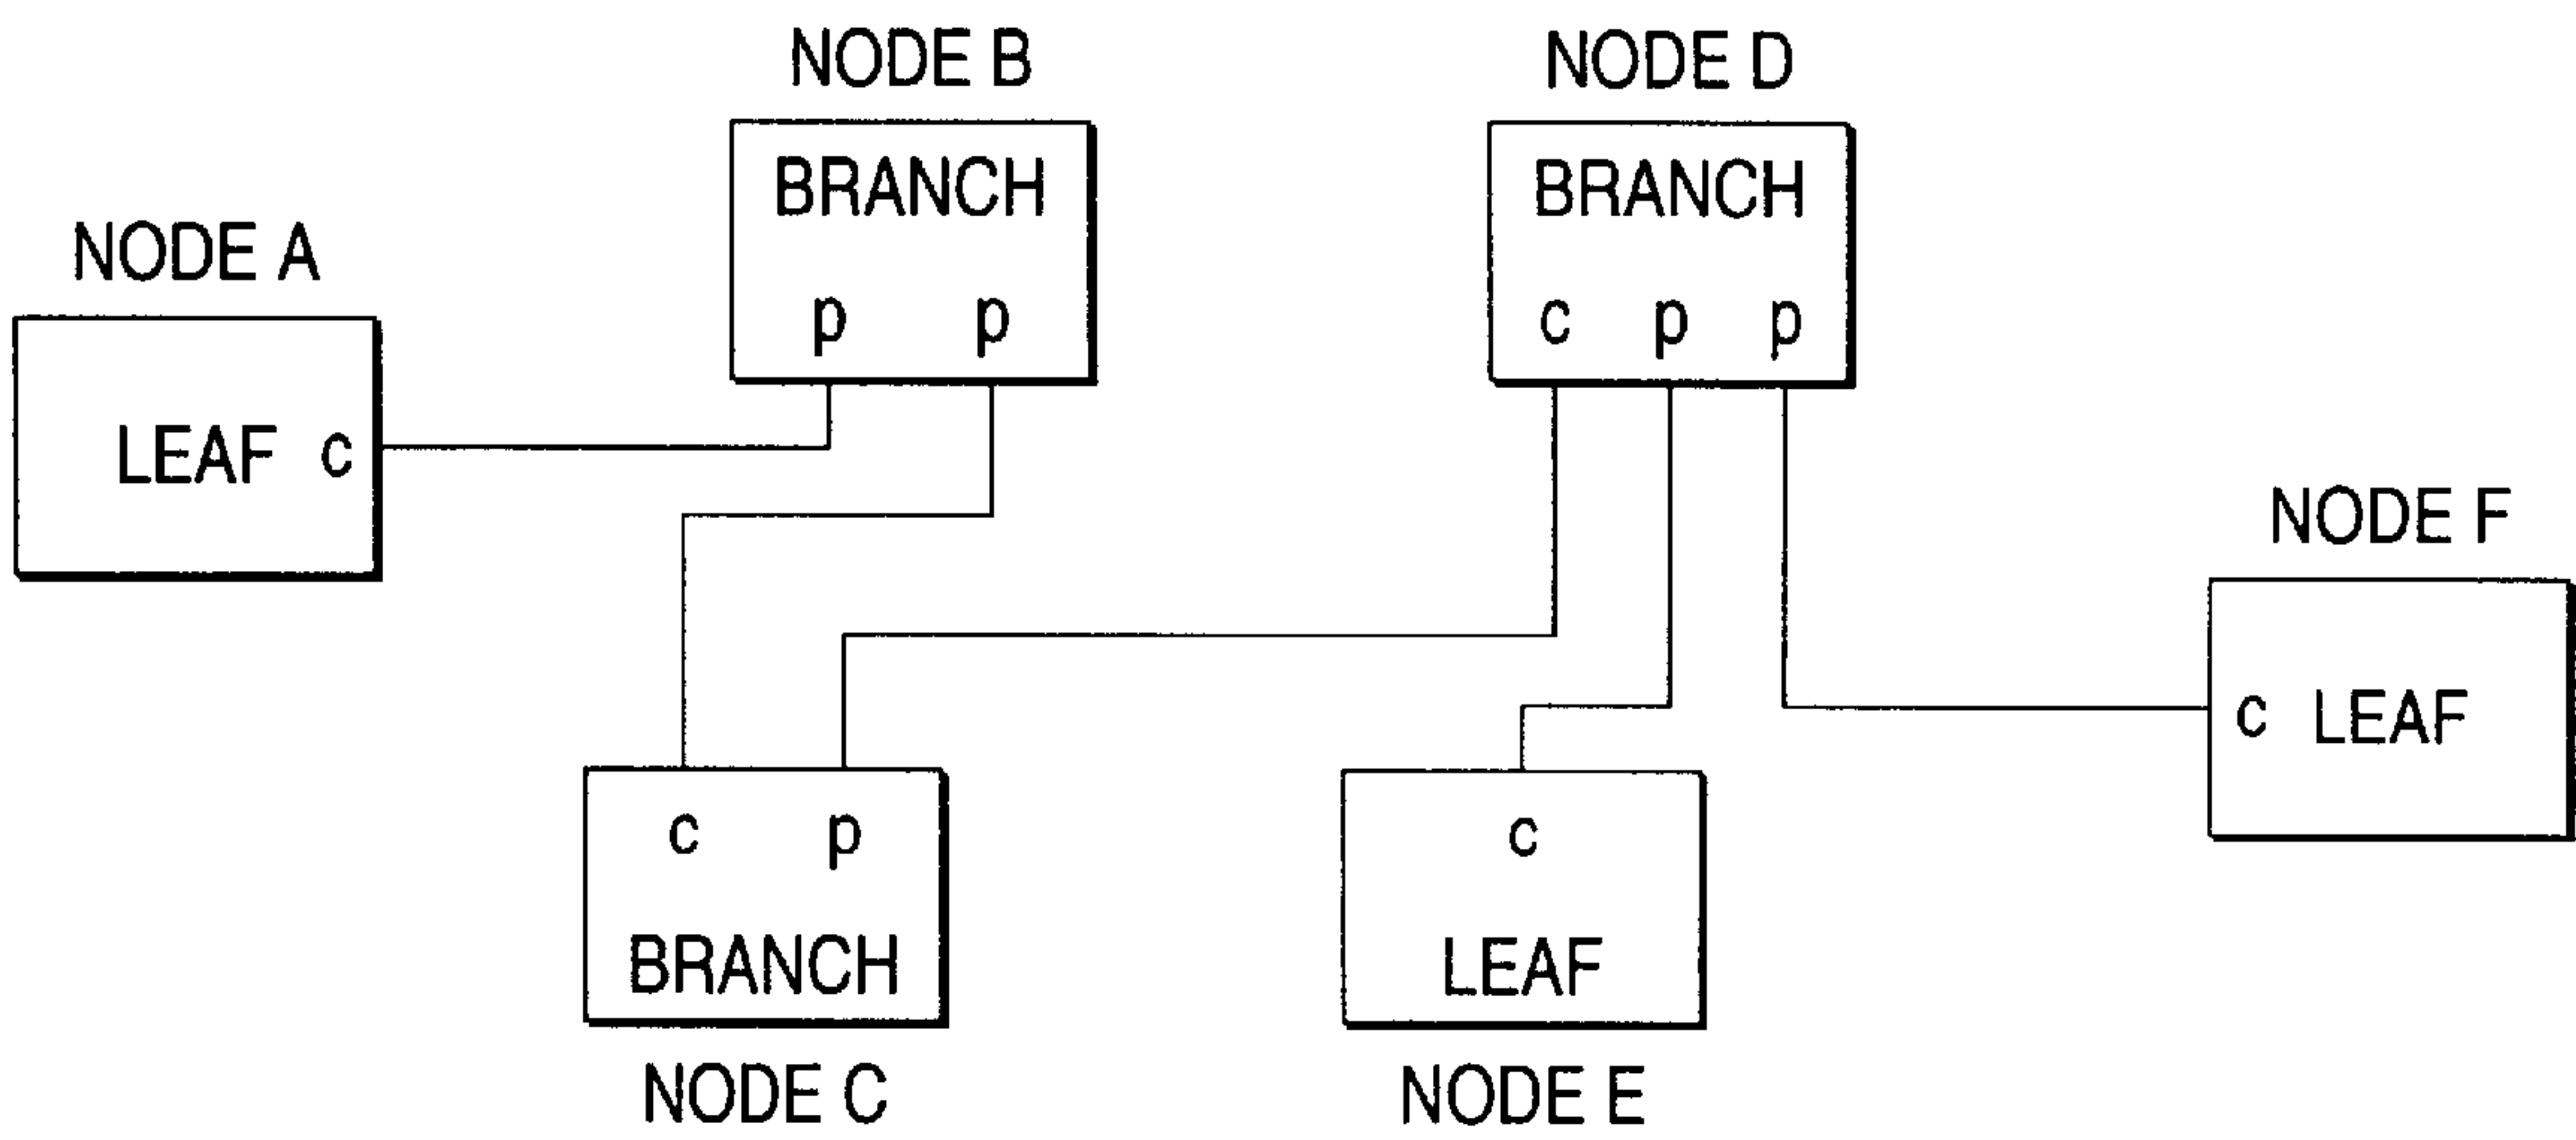 NODE B
NODE D
BRANCH
p p
BRANCH
c p p
NODE A
LEAF c
NODE F
c LEAF
c p
BRANCH
NODE C
c
LEAF
NODE E